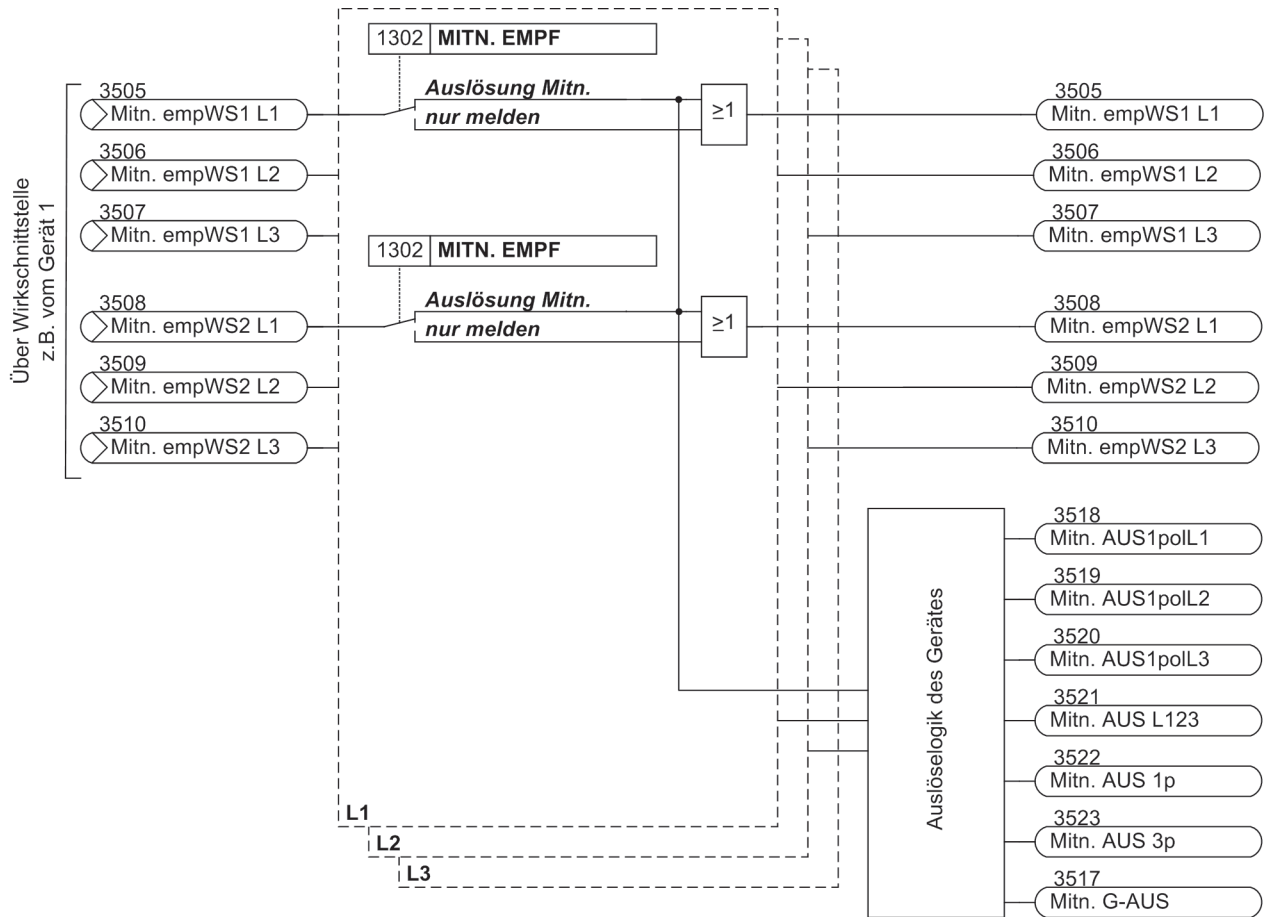 1302 MITN. EMPF
Auslösung Mitn.
nur melden
≥1
3505
Mitn. empWS1 L1
3506
Mitn. empWS1 L2
3507
Mitn. empWS1 L3
1302 MITN. EMPF
Auslösung Mitn.
nur melden
≥1
3508
Mitn. empWS2 L1
3509
Mitn. empWS2 L2
3510
Mitn. empWS2 L3
Über Wirkschnittstelle
z.B. vom Gerät 1
3505
Mitn. empWS1 L1
3506
Mitn. empWS1 L2
3507
Mitn. empWS1 L3
3508
Mitn. empWS2 L1
3509
Mitn. empWS2 L2
3510
Mitn. empWS2 L3
Auslöselogik des Gerätes
3518
Mitn. AUS1polL1
3519
Mitn. AUS1polL2
3520
Mitn. AUS1polL3
3521
Mitn. AUS L123
3522
Mitn. AUS 1p
3523
Mitn. AUS 3p
3517
Mitn. G-AUS
L1
L2
L3